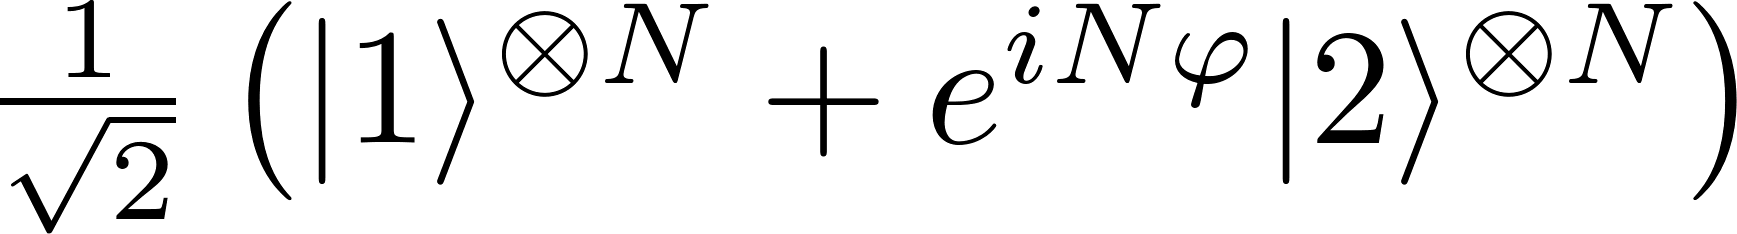 \frac{1}{\sqrt{2}} \left( |1\rangle^{\otimes N} + e^{iN\varphi} |2\rangle^{\otimes N} \right)